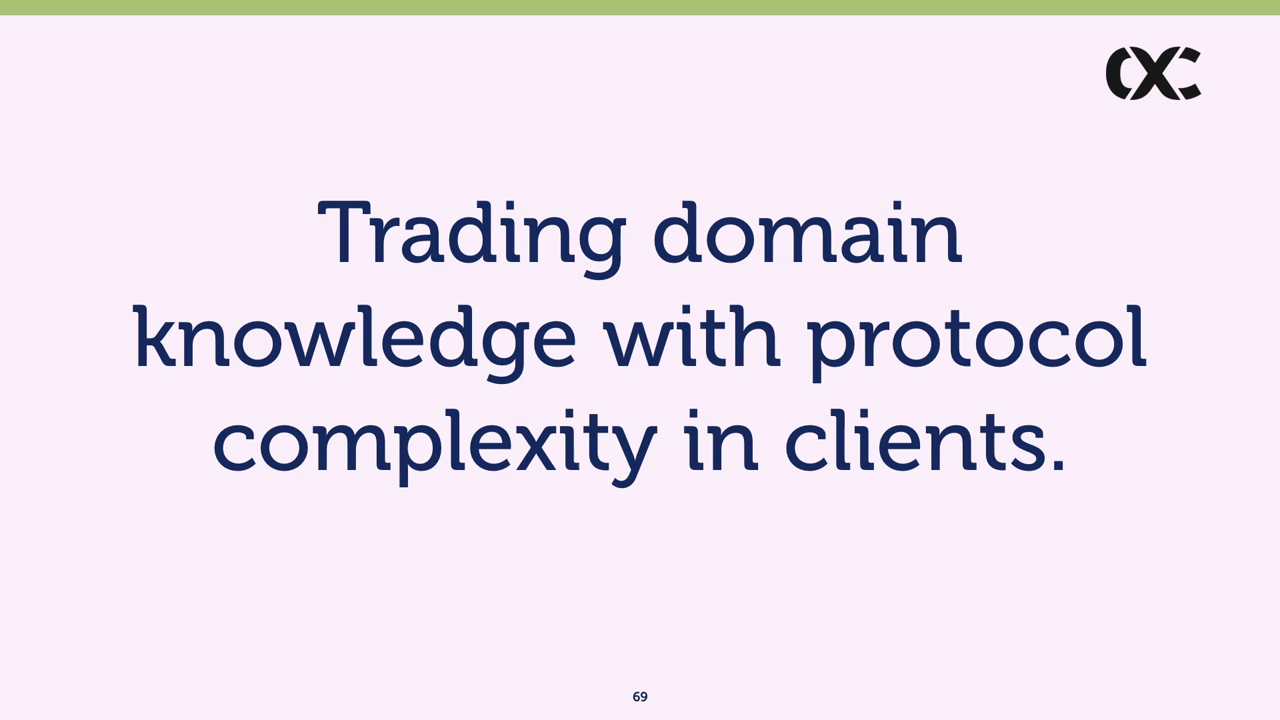 Trading domain
knowledge with protocol
complexity in clients.
69